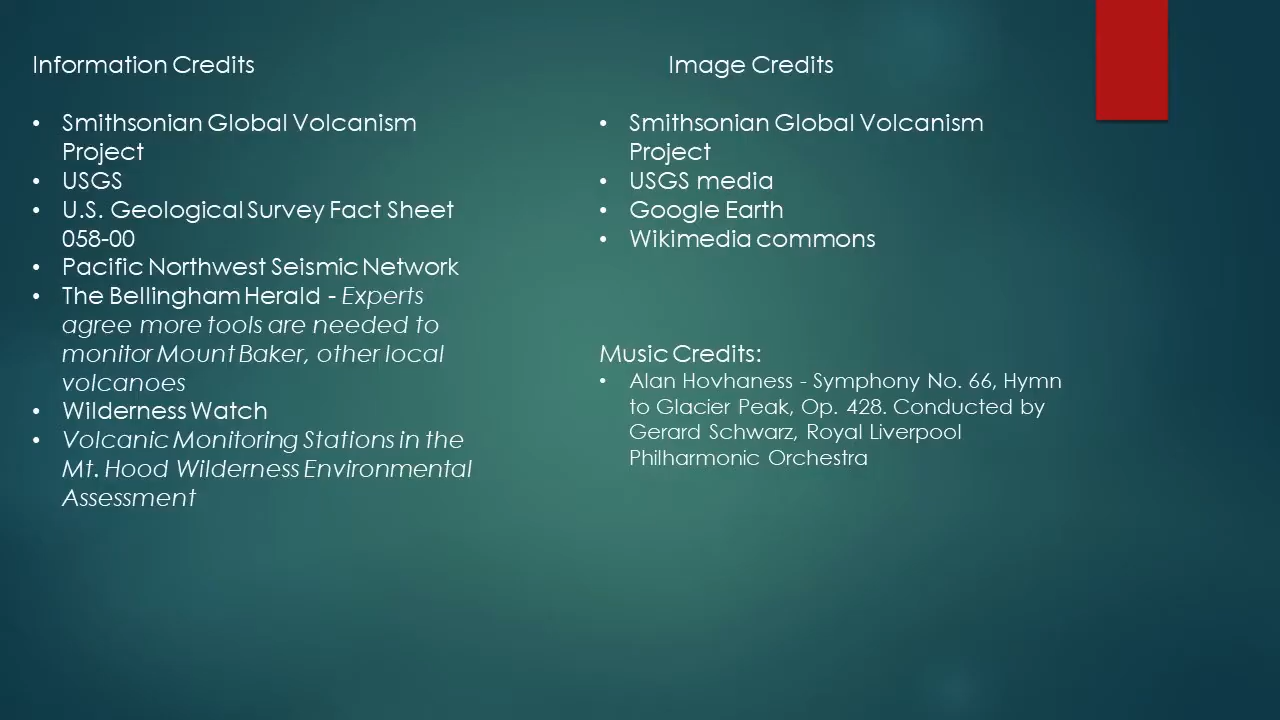 Information Credits
• Smithsonian Global Volcanism
Project
• USGS
• U.S. Geological Survey Fact Sheet
058-00
• Pacific Northwest Seismic Network
• The Bellingham Herald - Experts
agree more tools are needed to
monitor Mount Baker, other local
volcanoes
• Wilderness Watch
• Volcanic Monitoring Stations in the
Mt. Hood Wilderness Environmental
Assessment
Image Credits
• Smithsonian Global Volcanism
Project
• USGS media
• Google Earth
• Wikimedia commons
Music Credits:
• Alan Hovhaness - Symphony No. 66, Hymn
to Glacier Peak, Op. 428. Conducted by
Gerard Schwarz, Royal Liverpool
Philharmonic Orchestra